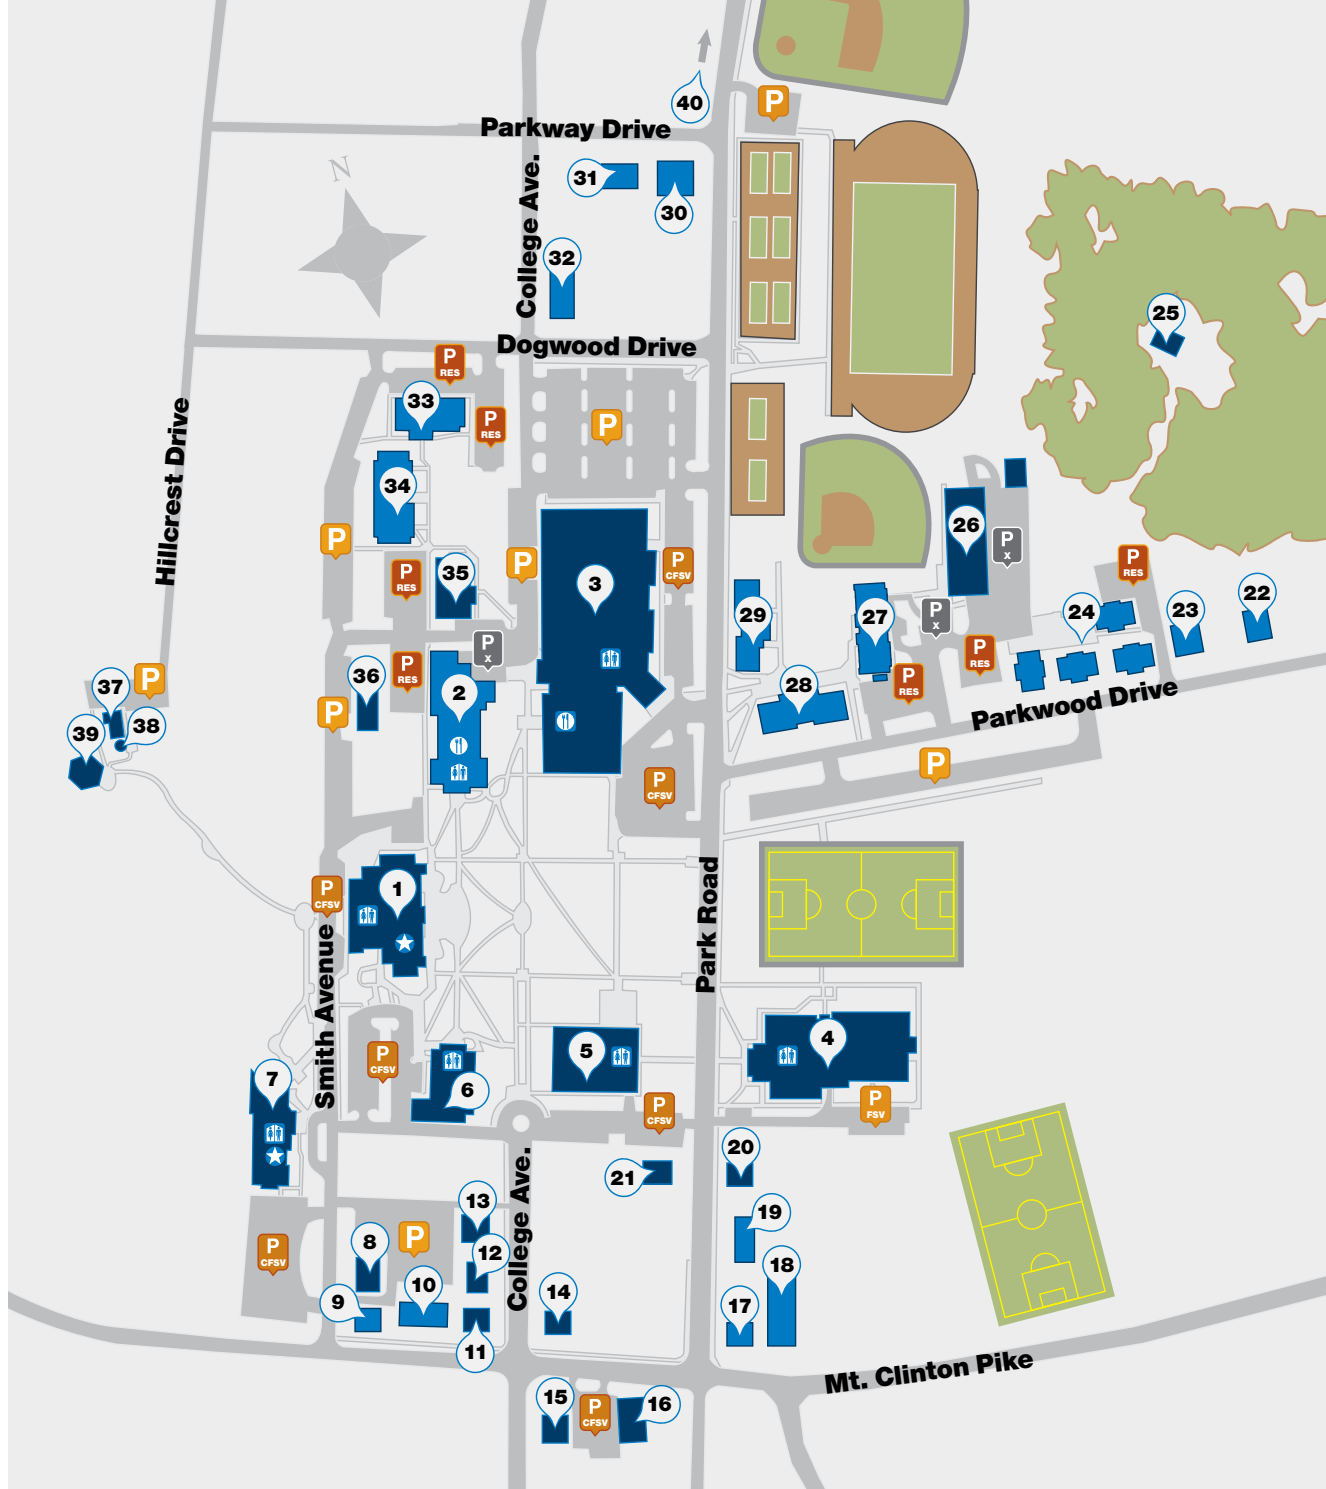 40
P
Parkway Drive
N
College Ave.
31
30
32
25
Dogwood Drive
P
RES
33
P
RES
P
Hillcrest Drive
34
26
P
P
x
35
P
P
CFSV
3
P
RES
P
RES
22
29
27
P
x
24
23
P
x
P
RES
36
P
RES
2
28
P
RES
37
P
P
38
39
Parkwood Drive
P
P
CFSV
1
P
CFSV
Park Road
Smith Avenue
4
5
P
CFSV
7
6
P
CFSV
P
FSV
20
21
College Ave.
13
19
8
P
12
P
CFSV
18
10
9
14
17
11
Mt. Clinton Pike
15
P
CFSV
16